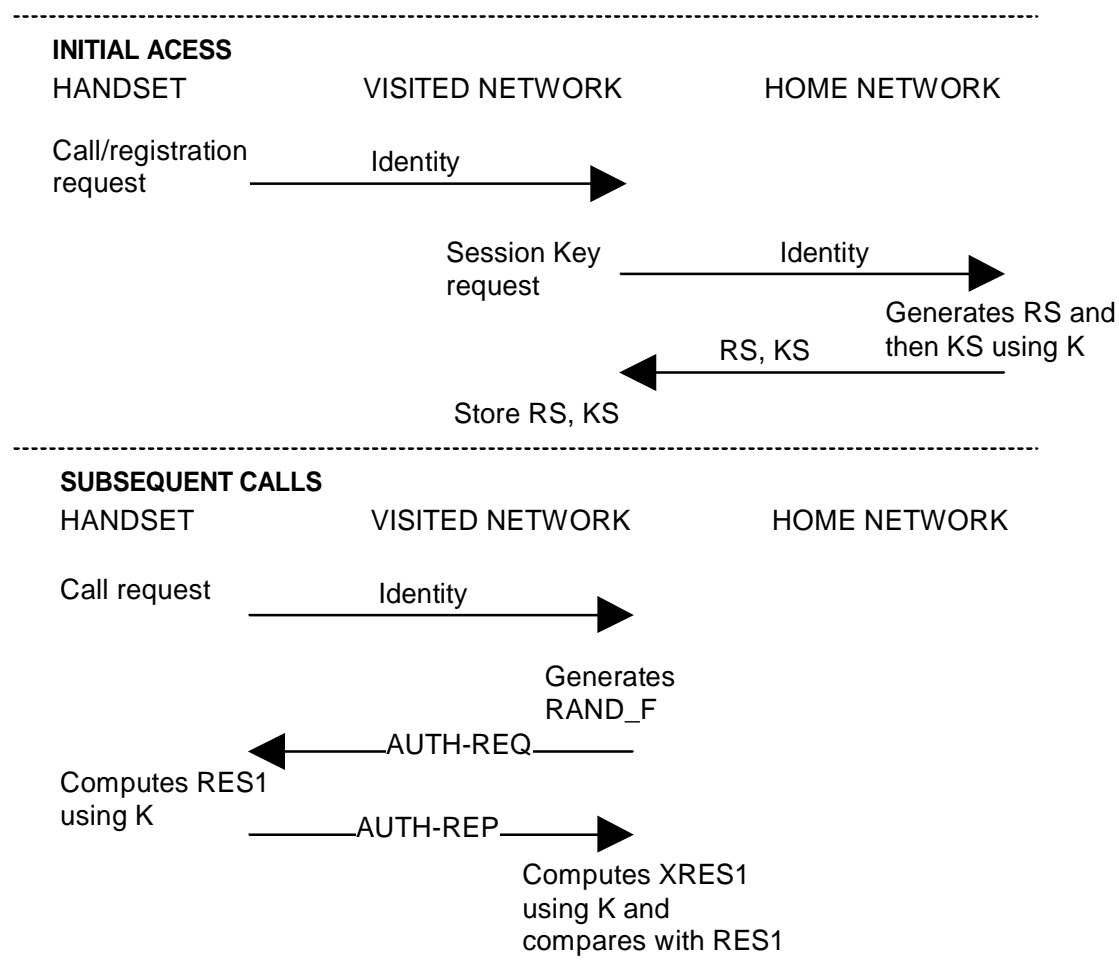 INITIAL ACESS
HANDSET VISITED NETWORK HOME NETWORK
Call/registration
request
Identity
Session Key
request
Identity
Generates RS and
then KS using K
RS, KS
Store RS, KS
SUBSEQUENT CALLS
HANDSET VISITED NETWORK HOME NETWORK
Call request
Identity
Generates
RAND_F
AUTH-REQ
Computes RES1
using K
AUTH-REP
Computes XRES1
using K and
compares with RES1